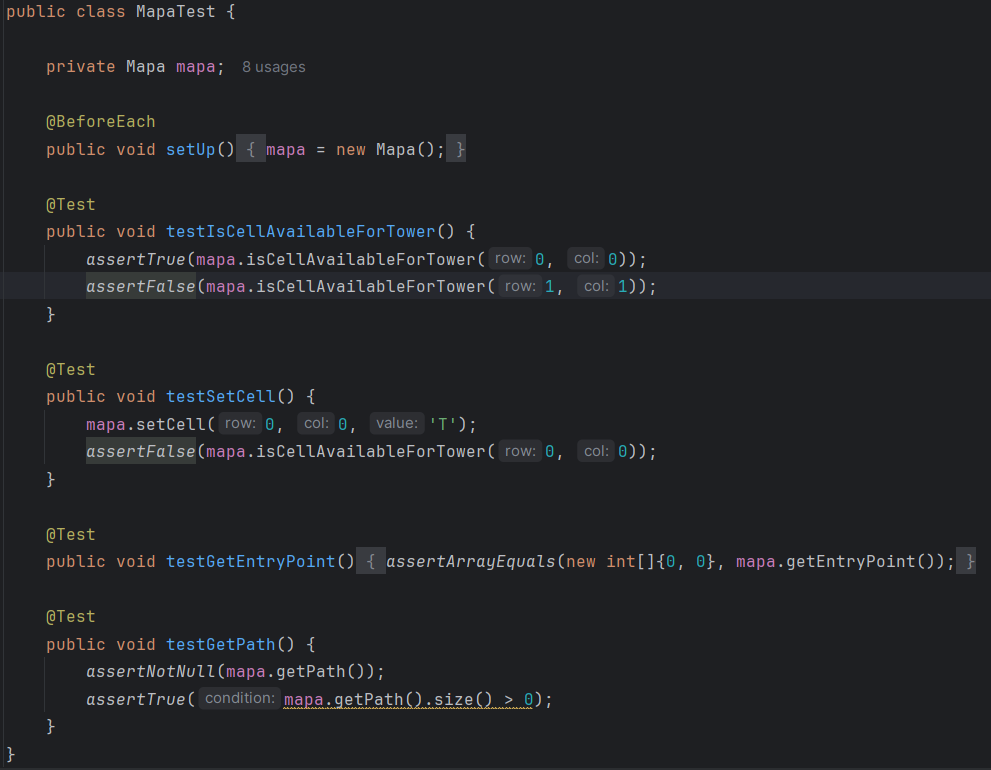 public class MapaTest {
private Mapa mapa; 8 usages
@BeforeEach
public void setUp() { mapa = new Mapa(); }
@Test
public void testIsCellAvailableForTower() {
assertTrue(mapa.isCellAvailableForTower( row: 0, col: 0));
assertFalse(mapa.isCellAvailableForTower( row: 1, col: 1));
}
@Test
public void testSetCell() {
mapa.setCell( row: 0, col: 0, value: 'T');
assertFalse(mapa.isCellAvailableForTower( row: 0, col: 0));
}
@Test
public void testGetEntryPoint() { assertArrayEquals(new int[]{0, 0}, mapa.getEntryPoint()); }
@Test
public void testGetPath() {
assertNotNull(mapa.getPath());
assertTrue( condition: mapa.getPath().size() > 0);
}
}